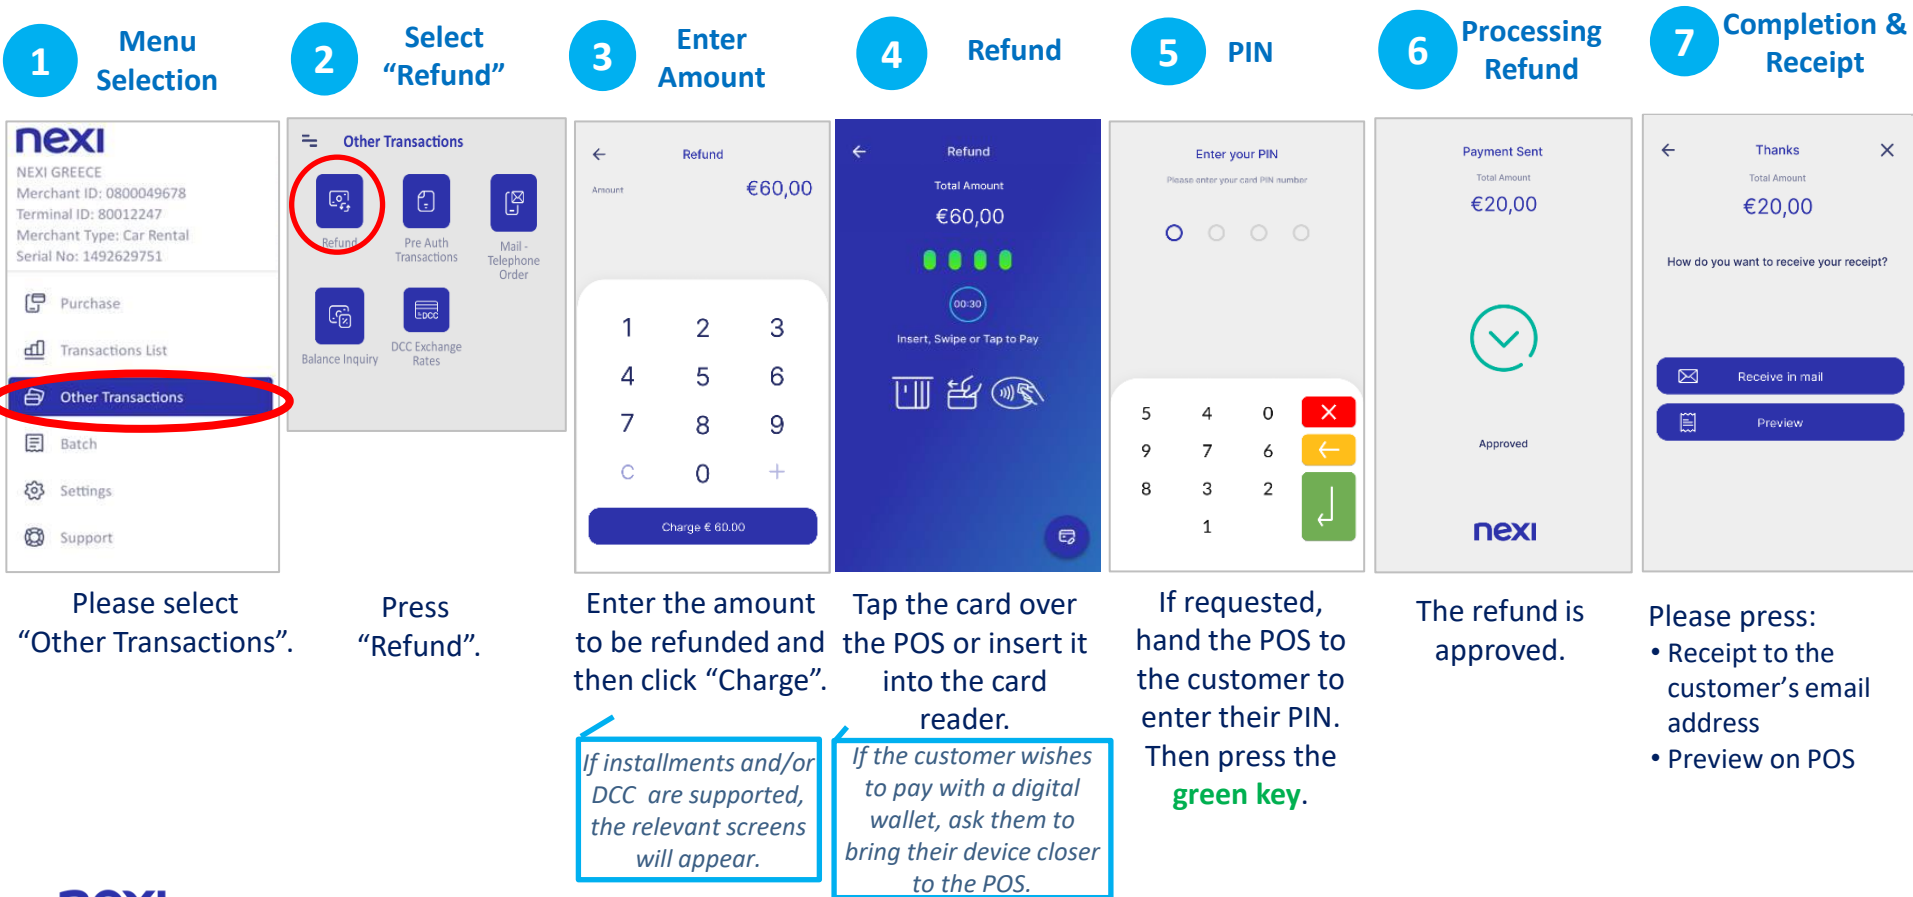 1
Menu
Selection
2
Select
“Refund”
3
Enter
Amount
4
Refund
5
PIN
6
Processing
Refund
7
Completion &
Receipt
nexi
NEXI GREECE
Merchant ID: 0800049678
Terminal ID: 80012247
Merchant Type: Car Rental
Serial No: 1492629751
Purchase
Transactions List
Other Transactions
Batch
Settings
Support
Other Transactions
Refund
Pre Auth
Transactions
Mail -
Telephone
Order
Balance Inquiry
DCC
DCC Exchange
Rates
Refund
Amount
€60,00
1 2 3
4 5 6
7 8 9
C 0 +
Charge € 60.00
Refund
Total Amount
€60,00
00:30
Insert, Swipe or Tap to Pay
Enter your PIN
Please enter your card PIN number
5 4 0
9 7 6
8 3 2
1
Payment Sent
Total Amount
€20,00
Approved
nexi
Thanks
Total Amount
€20,00
How do you want to receive your receipt?
Receive in mail
Preview
Please select
“Other Transactions”.
Press
“Refund”.
Enter the amount
to be refunded and
then click “Charge”.
If installments and/or
DCC are supported,
the relevant screens
will appear.
Tap the card over
the POS or insert it
into the card
reader.
If the customer wishes
to pay with a digital
wallet, ask them to
bring their device closer
to the POS.
If requested,
hand the POS to
the customer to
enter their PIN.
Then press the
green key.
The refund is
approved.
Please press:
• Receipt to the
customer’s email
address
• Preview on POS
nexi